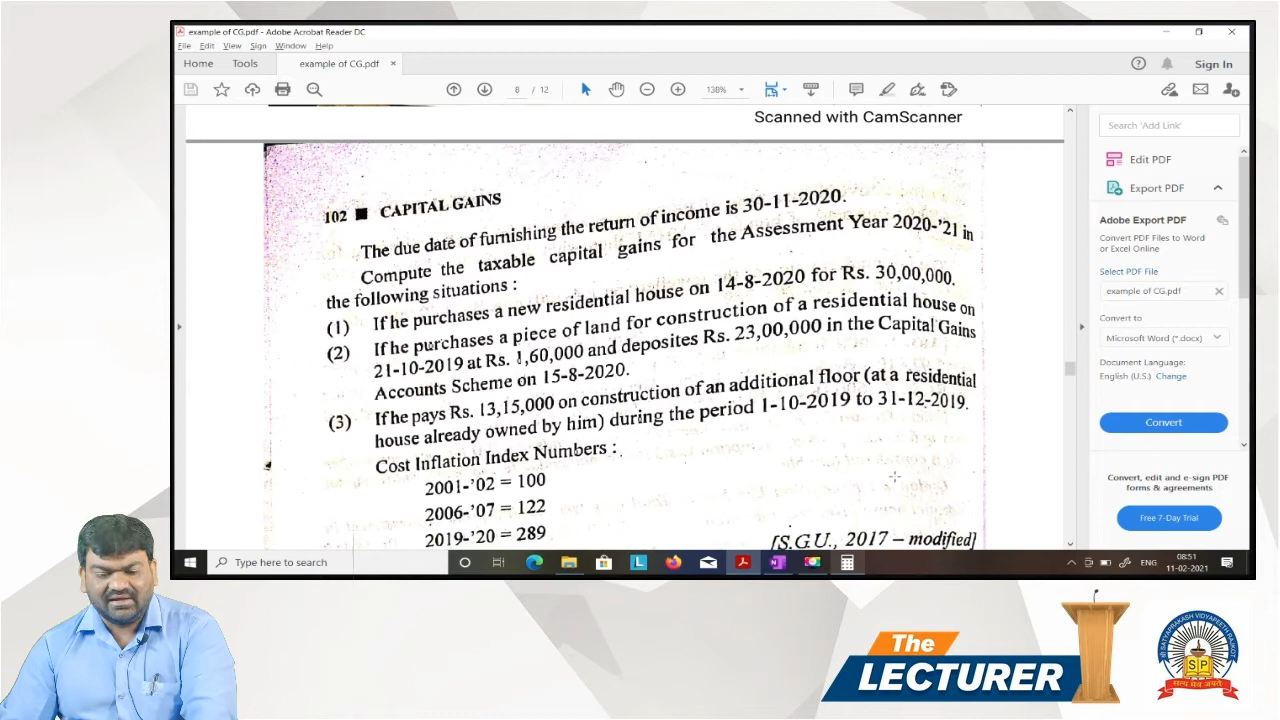 example of CG.pdf - Adobe Acrobat Reader DC
File Edit View Sign Window Help
Home Tools example of CG.pdf × Sign In
8 / 12 138%
Scanned with CamScanner
102 ■ CAPITAL GAINS
The due date of furnishing the return of income is 30-11-2020.
Compute the taxable capital gains for the Assessment Year 2020-'21 in
the following situations :
(1) If he purchases a new residential house on 14-8-2020 for Rs. 30,00,000.
(2) If he purchases a piece of land for construction of a residential house on
21-10-2019 at Rs. 1,60,000 and deposites Rs. 23,00,000 in the Capital Gains
Accounts Scheme on 15-8-2020.
(3) If he pays Rs. 13,15,000 on construction of an additional floor (at a residential
house already owned by him) during the period 1-10-2019 to 31-12-2019.
Cost Inflation Index Numbers :
2001-'02 = 100
2006-'07 = 122
2019-'20 = 289
[S.G.U., 2017 – modified]
Search 'Add Link'
Edit PDF
Export PDF
Adobe Export PDF
Convert PDF Files to Word
or Excel Online
Select PDF File
example of CG.pdf
Convert to
Microsoft Word (*.docx)
Document Language:
English (U.S.) Change
Convert
Convert, edit and e-sign PDF
forms & agreements
Free 7-Day Trial
Type here to search
ENG
08:51
11-02-2021
The
LECTURER
SP
सत्यमेव जयते